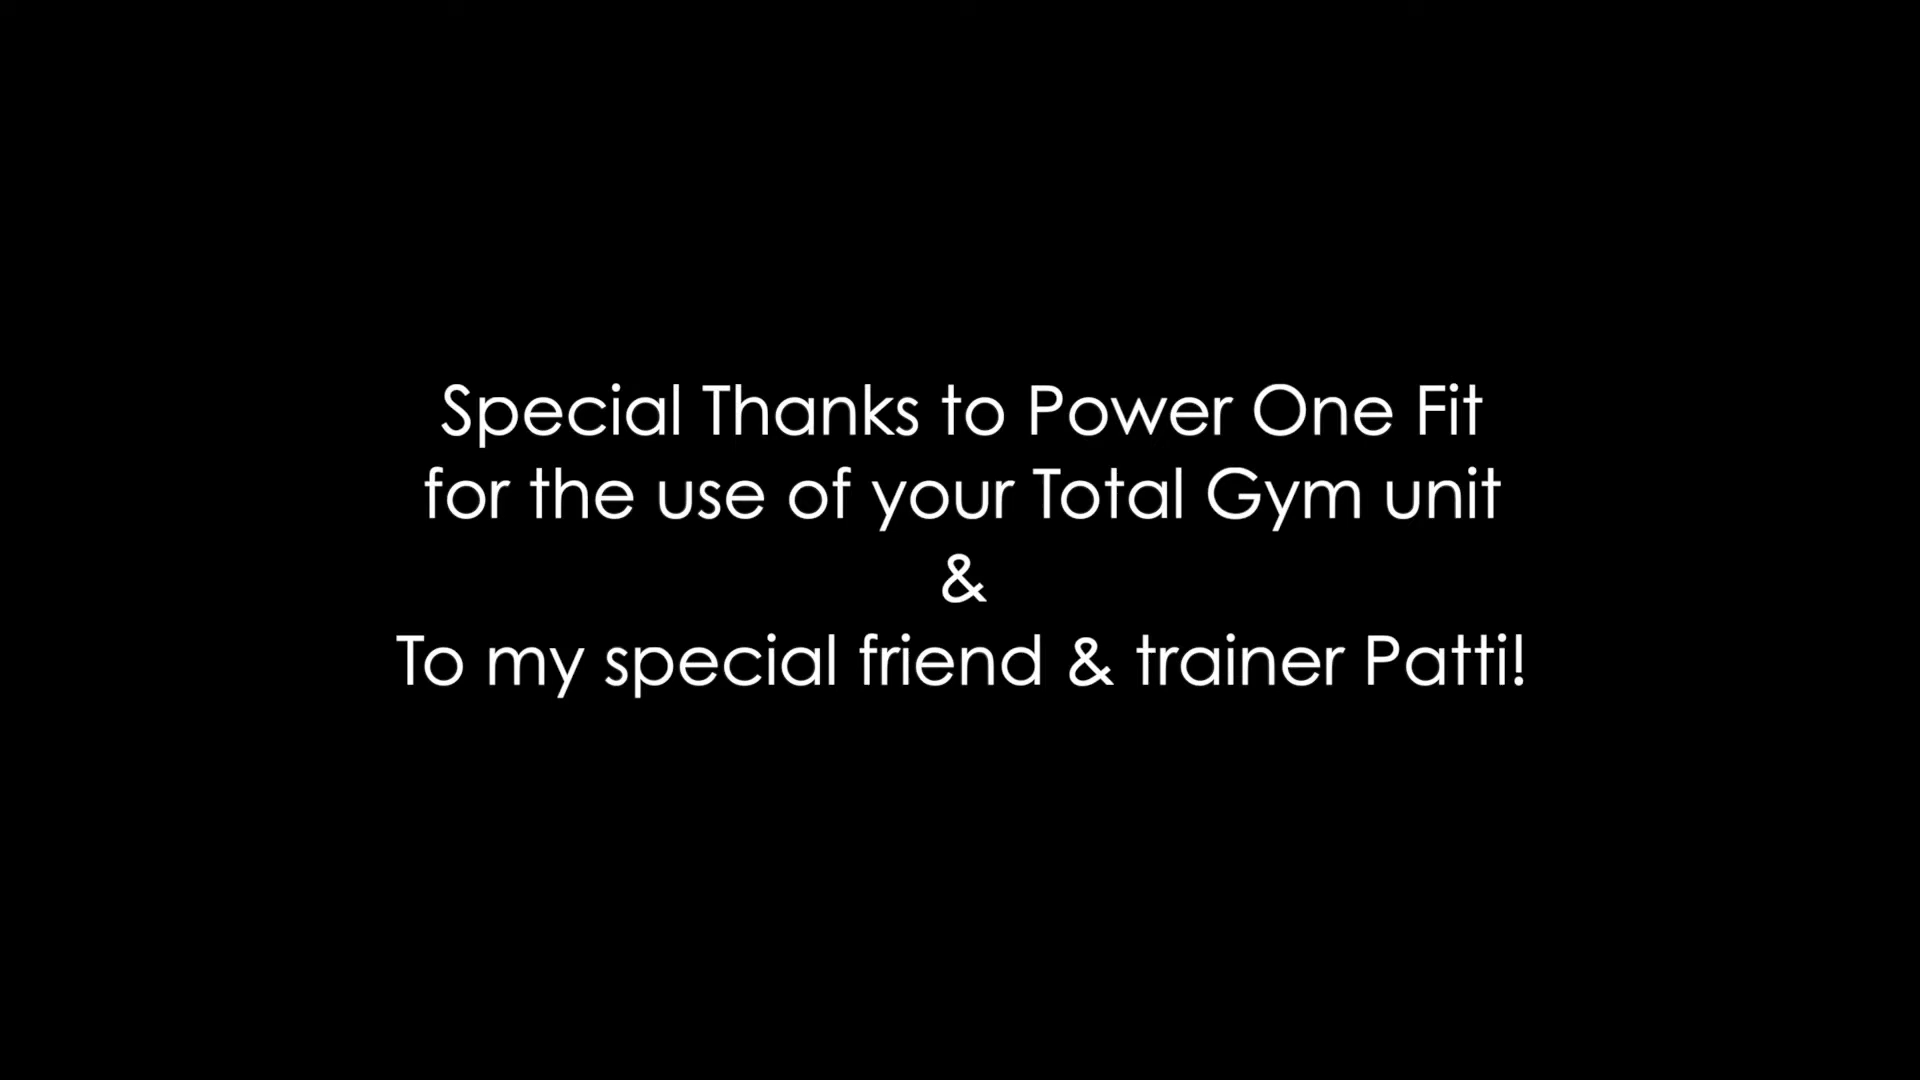 Special Thanks to Power One Fit
for the use of your Total Gym unit
&
To my special friend & trainer Patti!